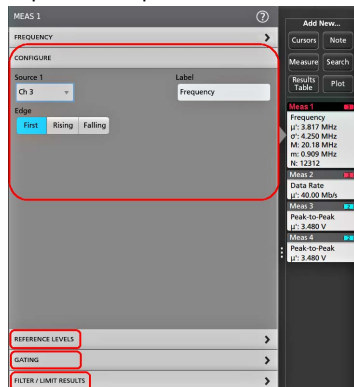 MEAS 1
?
FREQUENCY
CONFIGURE
Source 1
Label
Ch 3
Frequency
Edge
First Rising Falling
REFERENCE LEVELS
GATING
FILTER / LIMIT RESULTS
Add New...
Cursors Note
Measure Search
Results Table Plot
Meas 1
Frequency
µ': 3.817 MHz
σ': 4.250 MHz
M: 20.18 MHz
m: 0.909 MHz
N: 12312
Meas 2
Data Rate
µ': 40.00 Mb/s
Meas 3
Peak-to-Peak
µ': 3.480 V
Meas 4
Peak-to-Peak
µ': 3.480 V